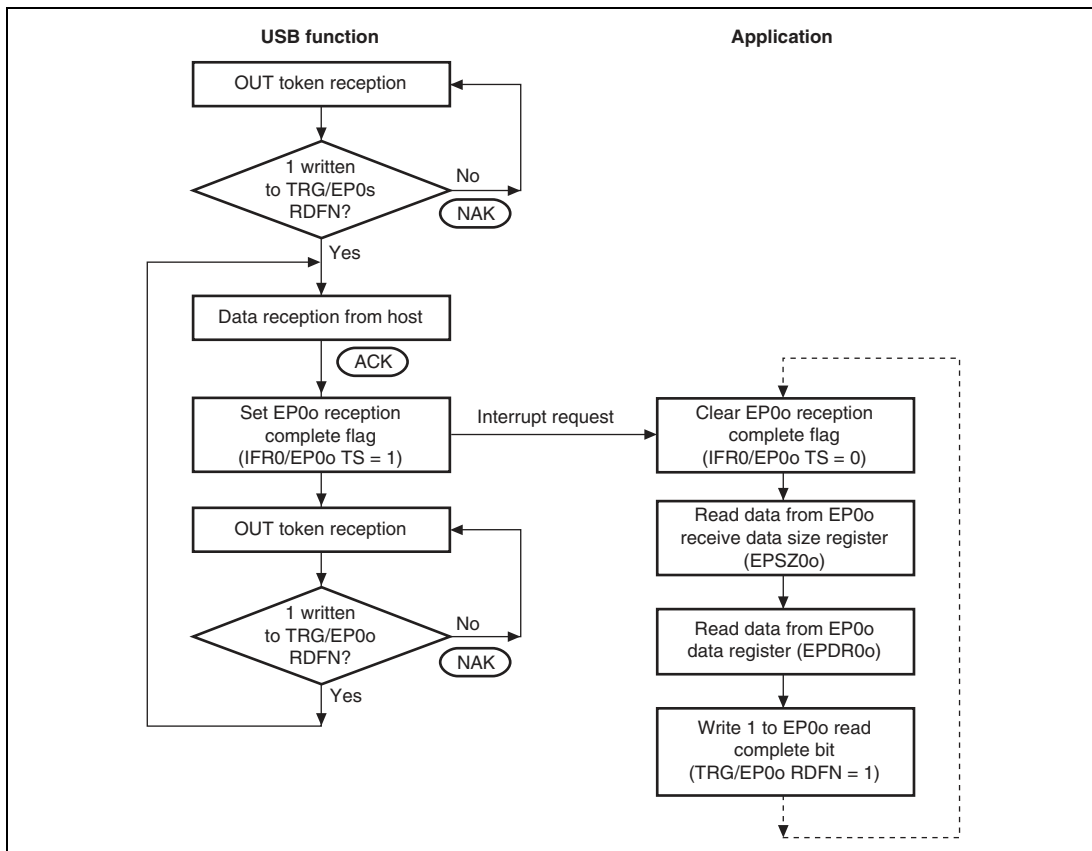 USB function
Application
OUT token reception
1 written
to TRG/EP0s
RDFN?
No
NAK
Yes
Data reception from host
ACK
Set EP0o reception
complete flag
(IFR0/EP0o TS = 1)
Interrupt request
Clear EP0o reception
complete flag
(IFR0/EP0o TS = 0)
OUT token reception
Read data from EP0o
receive data size register
(EPSZ0o)
1 written
to TRG/EP0o
RDFN?
No
NAK
Yes
Read data from EP0o
data register (EPDR0o)
Write 1 to EP0o read
complete bit
(TRG/EP0o RDFN = 1)